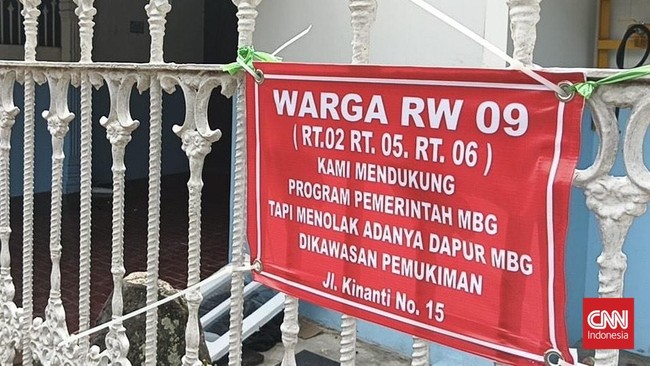 WARGA RW 09
( RT.02 RT. 05. RT. 06 )
KAMI MENDUKUNG
PROGRAM PEMERINTAH MBG
TAPI MENOLAK ADANYA DAPUR MBG
DIKAWASAN PEMUKIMAN
Jl. Kinanti No. 15
CNN
Indonesia